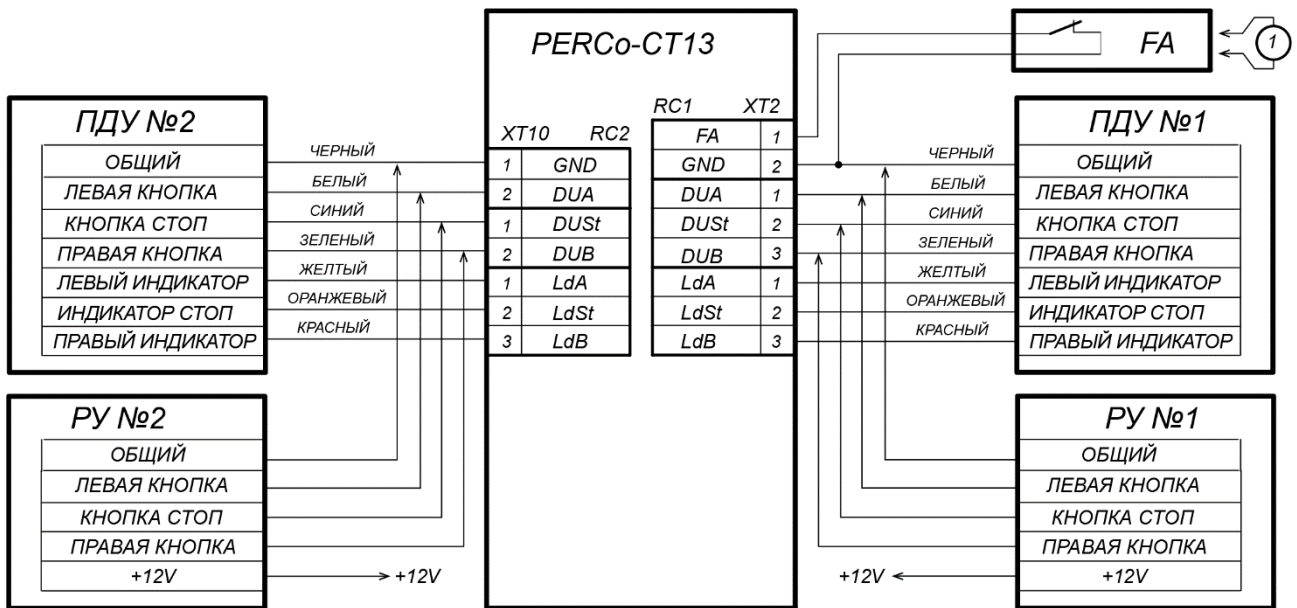 PERCo-CT13
FA
1
ПДУ №2
ОБЩИЙ
ЛЕВАЯ КНОПКА
КНОПКА СТОП
ПРАВАЯ КНОПКА
ЛЕВЫЙ ИНДИКАТОР
ИНДИКАТОР СТОП
ПРАВЫЙ ИНДИКАТОР
ЧЕРНЫЙ
БЕЛЫЙ
СИНИЙ
ЗЕЛЕНЫЙ
ЖЕЛТЫЙ
ОРАНЖЕВЫЙ
КРАСНЫЙ
XT10 RC2
1 GND
2 DUA
1 DUSt
2 DUB
1 LdA
2 LdSt
3 LdB
RC1 XT2
FA 1
GND 2
DUA 1
DUSt 2
DUB 3
LdA 1
LdSt 2
LdB 3
ЧЕРНЫЙ
БЕЛЫЙ
СИНИЙ
ЗЕЛЕНЫЙ
ЖЕЛТЫЙ
ОРАНЖЕВЫЙ
КРАСНЫЙ
ПДУ №1
ОБЩИЙ
ЛЕВАЯ КНОПКА
КНОПКА СТОП
ПРАВАЯ КНОПКА
ЛЕВЫЙ ИНДИКАТОР
ИНДИКАТОР СТОП
ПРАВЫЙ ИНДИКАТОР
РУ №2
ОБЩИЙ
ЛЕВАЯ КНОПКА
КНОПКА СТОП
ПРАВАЯ КНОПКА
+12V
+12V
РУ №1
ОБЩИЙ
ЛЕВАЯ КНОПКА
КНОПКА СТОП
ПРАВАЯ КНОПКА
+12V
+12V